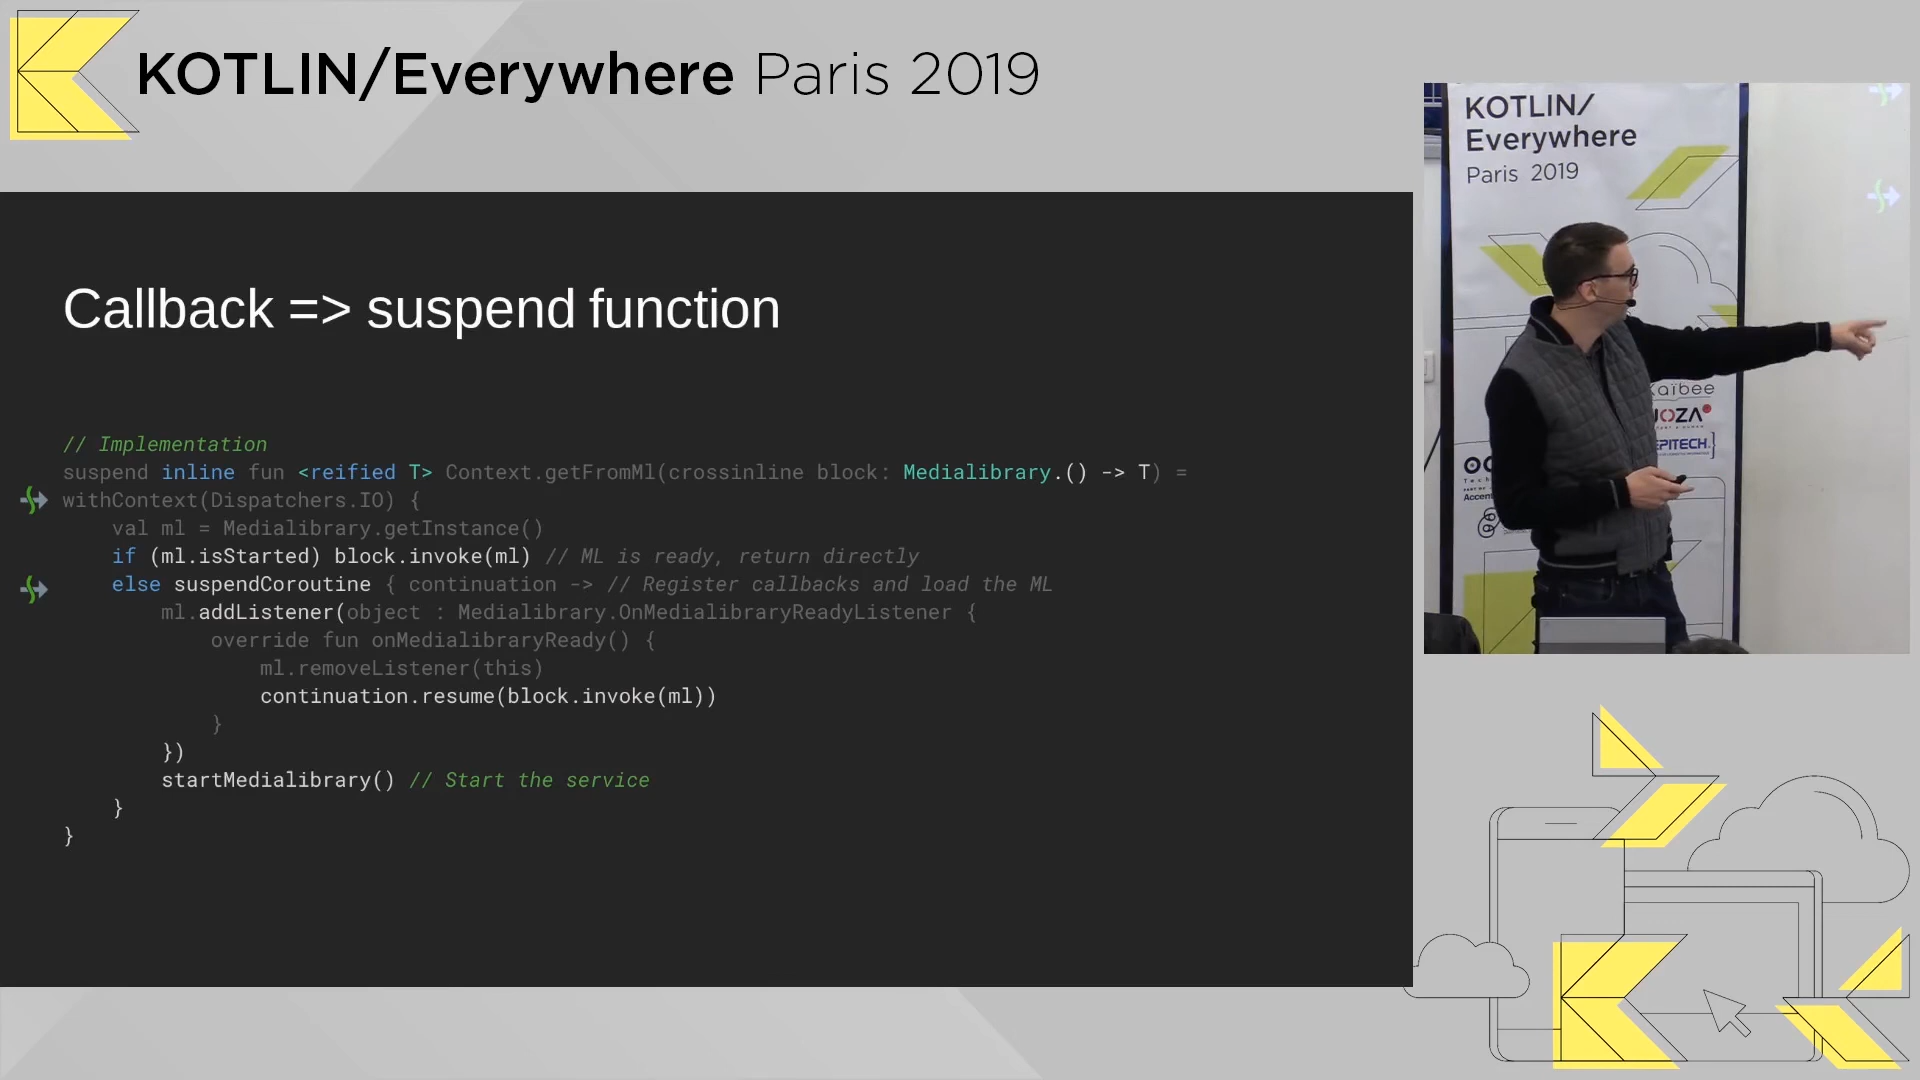 KOTLIN/Everywhere Paris 2019
Callback => suspend function
// Implementation
suspend inline fun <reified T> Context.getFromMl(crossinline block: Medialibrary.() -> T) =
withContext(Dispatchers.IO) {
val ml = Medialibrary.getInstance()
if (ml.isStarted) block.invoke(ml) // ML is ready, return directly
else suspendCoroutine { continuation -> // Register callbacks and load the ML
ml.addListener(object : Medialibrary.OnMedialibraryReadyListener {
override fun onMedialibraryReady() {
ml.removeListener(this)
continuation.resume(block.invoke(ml))
}
})
startMedialibrary() // Start the service
}
}
KOTLIN/
Everywhere
Paris 2019
EPITECH.